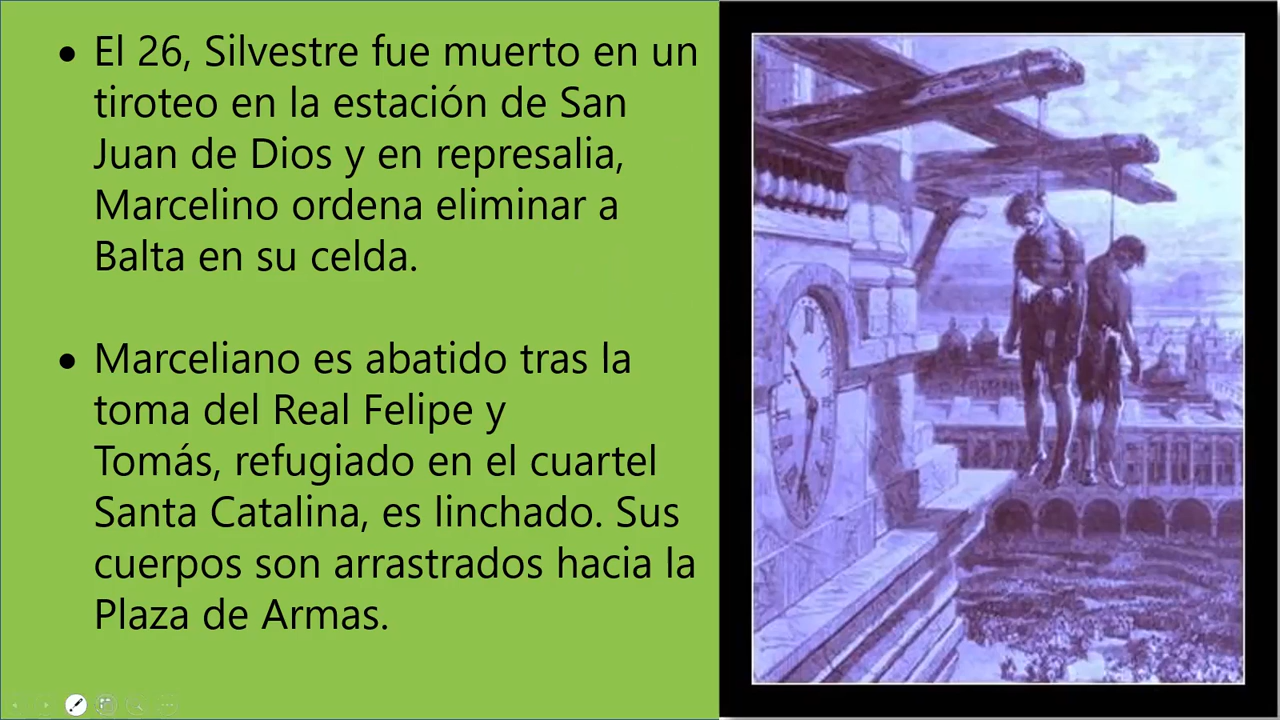 • El 26, Silvestre fue muerto en un
tiroteo en la estación de San
Juan de Dios y en represalia,
Marcelino ordena eliminar a
Balta en su celda.
• Marceliano es abatido tras la
toma del Real Felipe y
Tomás, refugiado en el cuartel
Santa Catalina, es linchado. Sus
cuerpos son arrastrados hacia la
Plaza de Armas.